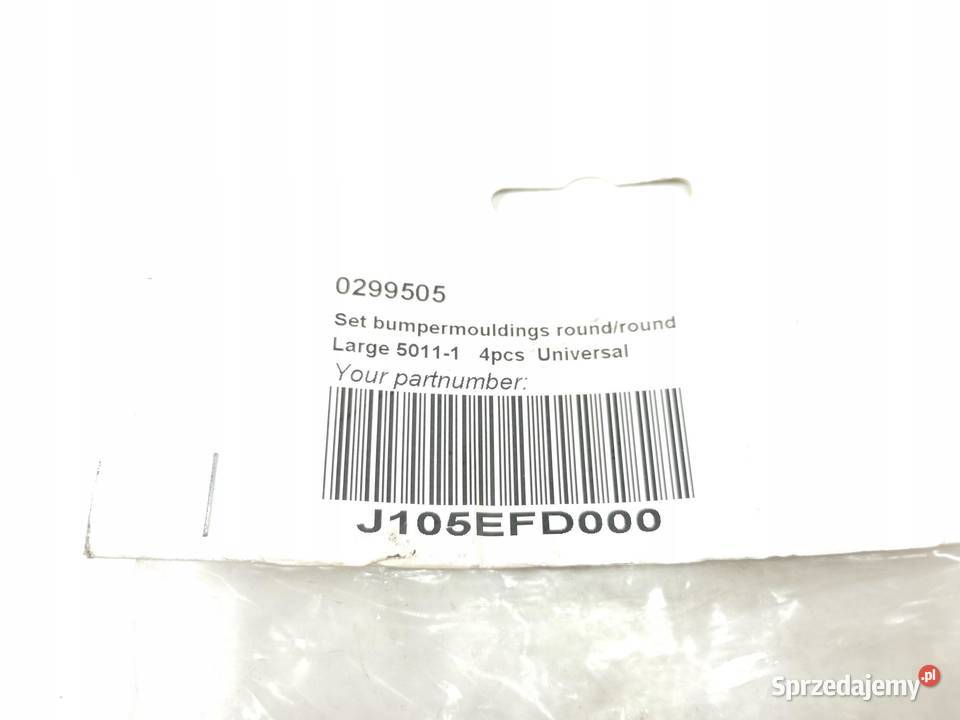 0299505
Set bumpermouldings round/round
Large 5011-1 4pcs Universal
Your partnumber:
J105EFD000
Sprzedajemy.pl